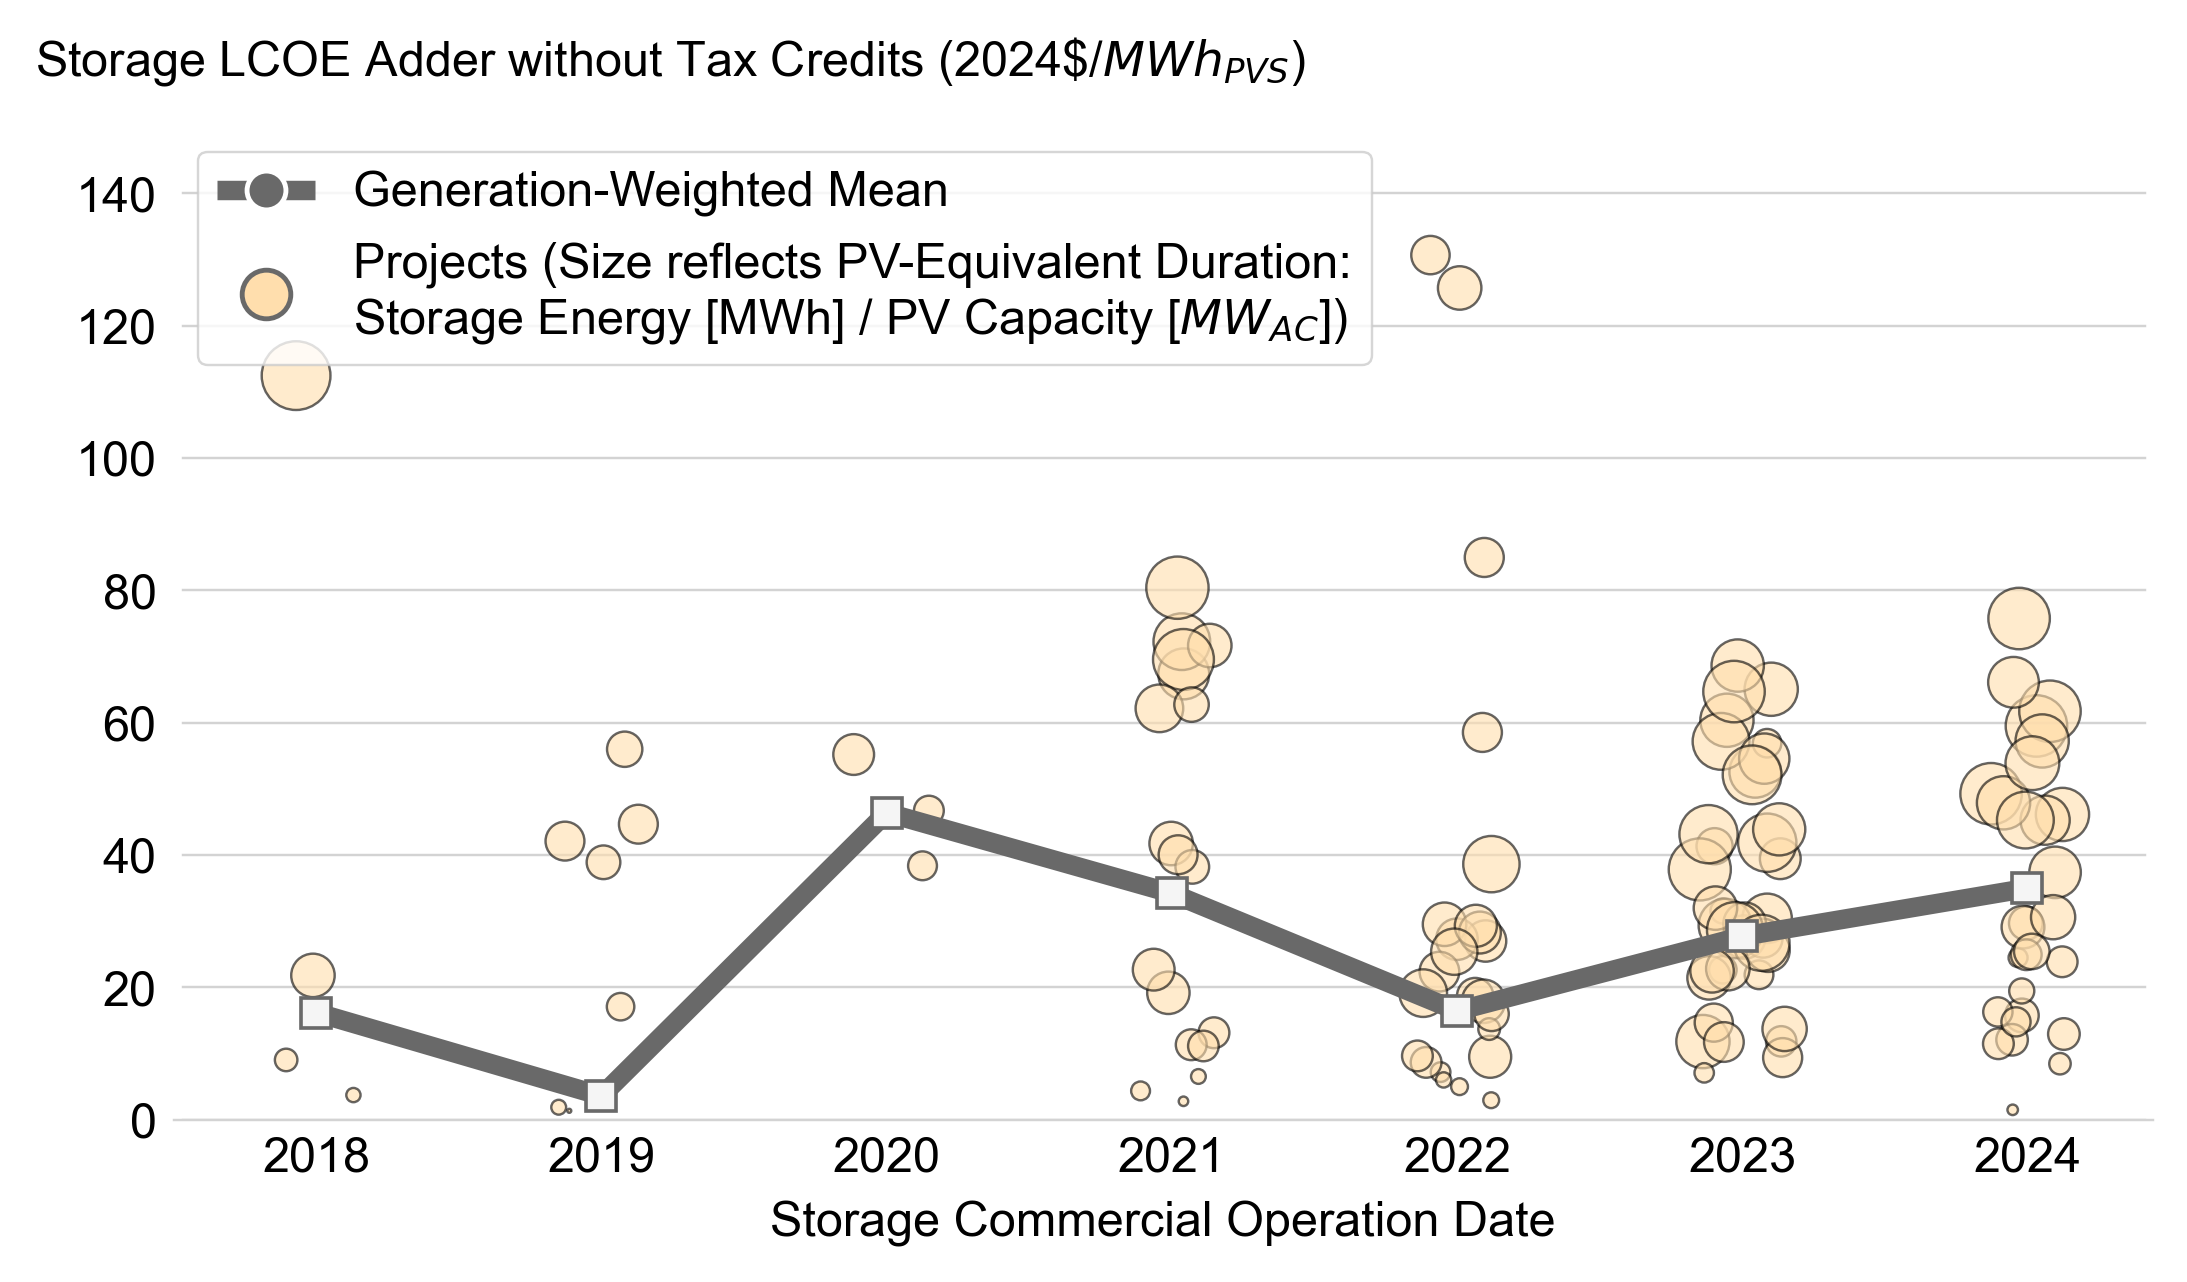 Storage LCOE Adder without Tax Credits (2024$/MWh_PVS)
Generation-Weighted Mean
Projects (Size reflects PV-Equivalent Duration:
Storage Energy [MWh] / PV Capacity [MW_AC])
140
120
100
80
60
40
20
0
2018 2019 2020 2021 2022 2023 2024
Storage Commercial Operation Date